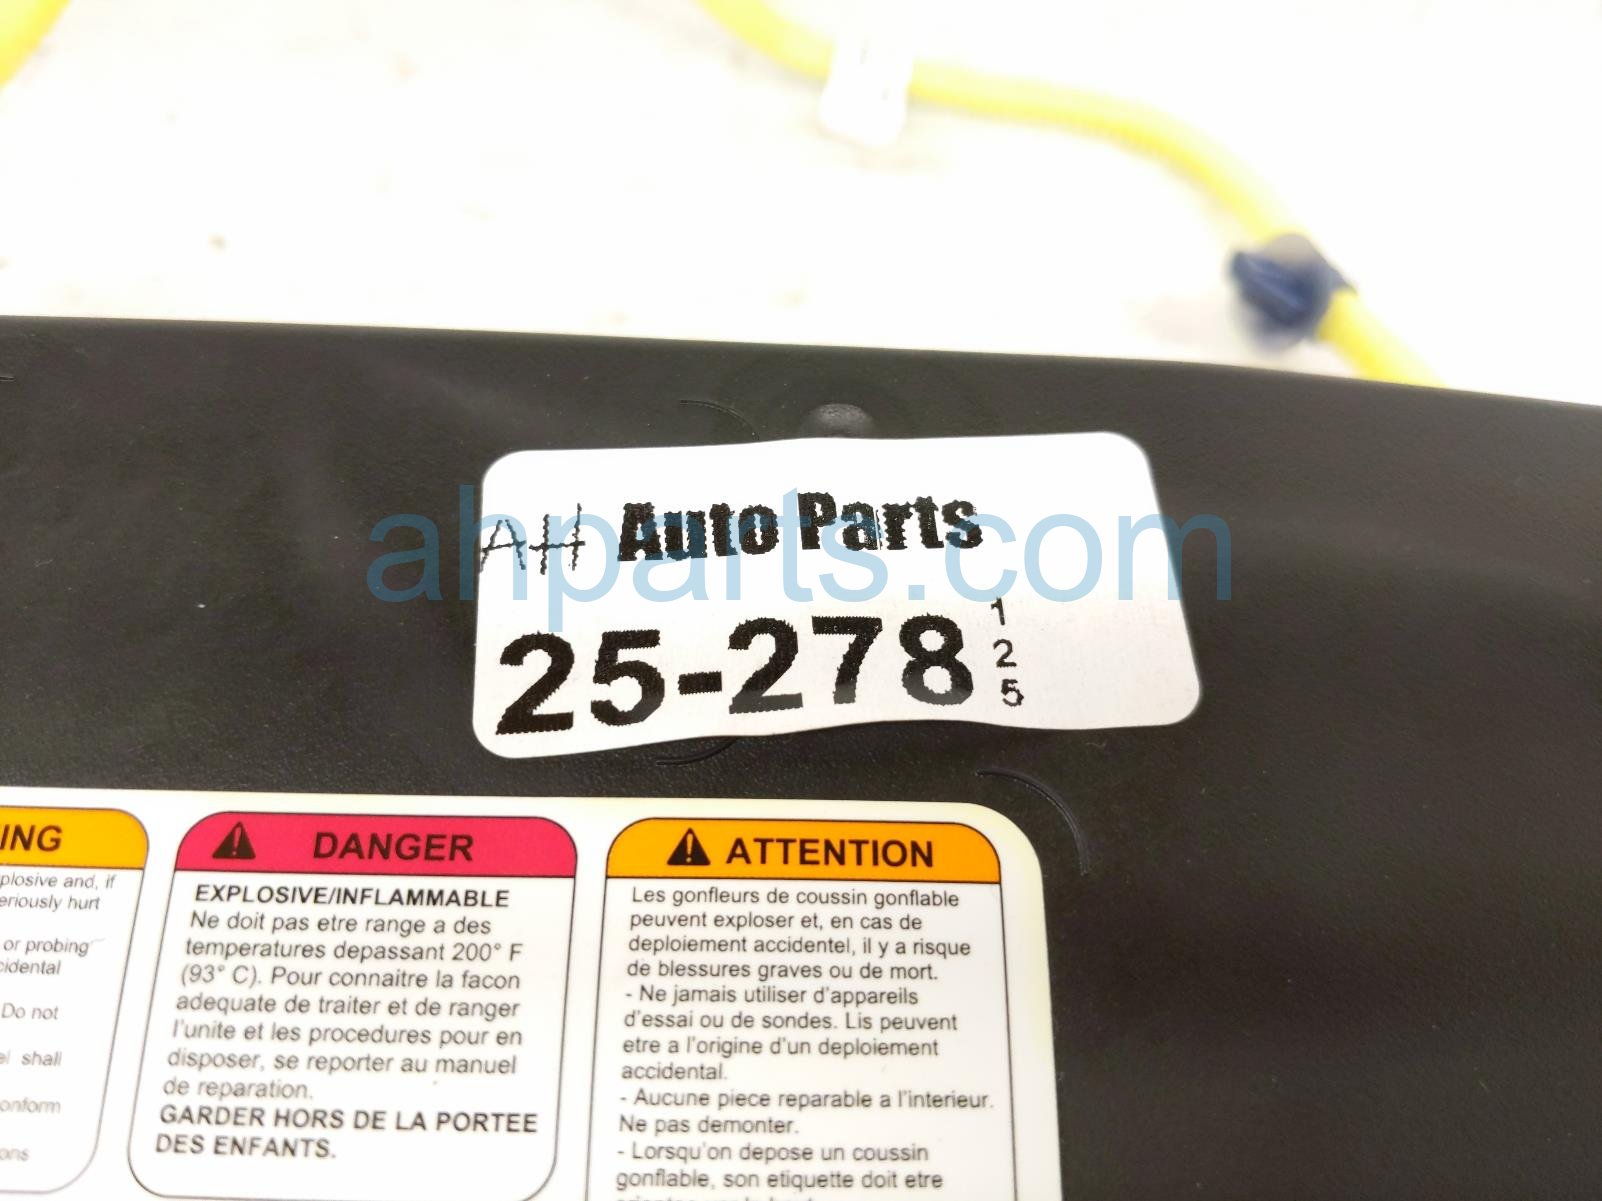 AH Auto Parts
ahparts.com
25-278
1
2
5
ING
plosive and, if
eriously hurt
or probing
cidental
Do not
el shall
onform
ons
DANGER
EXPLOSIVE/INFLAMMABLE
Ne doit pas etre range a des
temperatures depassant 200° F
(93° C). Pour connaitre la facon
adequate de traiter et de ranger
l'unite et les procedures pour en
disposer, se reporter au manuel
de reparation.
GARDER HORS DE LA PORTEE
DES ENFANTS.
ATTENTION
Les gonfleurs de coussin gonflable
peuvent exploser et, en cas de
deploiement accidentel, il y a risque
de blessures graves ou de mort.
- Ne jamais utiliser d'appareils
d'essai ou de sondes. Lis peuvent
etre a l'origine d'un deploiement
accidental.
- Aucune piece reparable a l'interieur.
Ne pas demonter.
- Lorsqu'on depose un coussin
gonflable, son etiquette doit etre